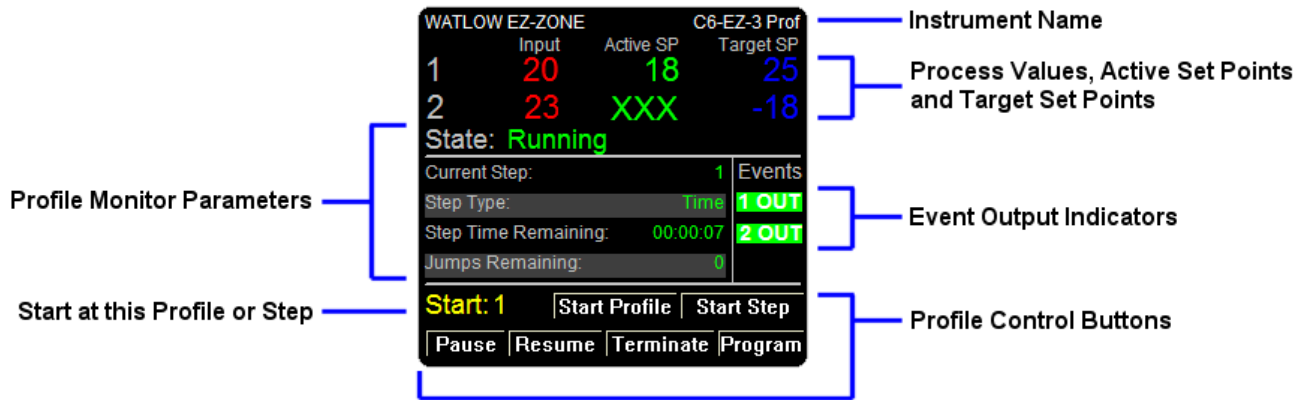 WATLOW EZ-ZONE C6-EZ-3 Prof
Input Active SP Target SP
1 20 18 25
2 23 XXX -18
State: Running
Current Step: 1 Events
Step Type: Time 1 OUT
Step Time Remaining: 00:00:07 2 OUT
Jumps Remaining: 0
Start: 1 Start Profile Start Step
Pause Resume Terminate Program
Instrument Name
Process Values, Active Set Points
and Target Set Points
Profile Monitor Parameters
Event Output Indicators
Start at this Profile or Step
Profile Control Buttons